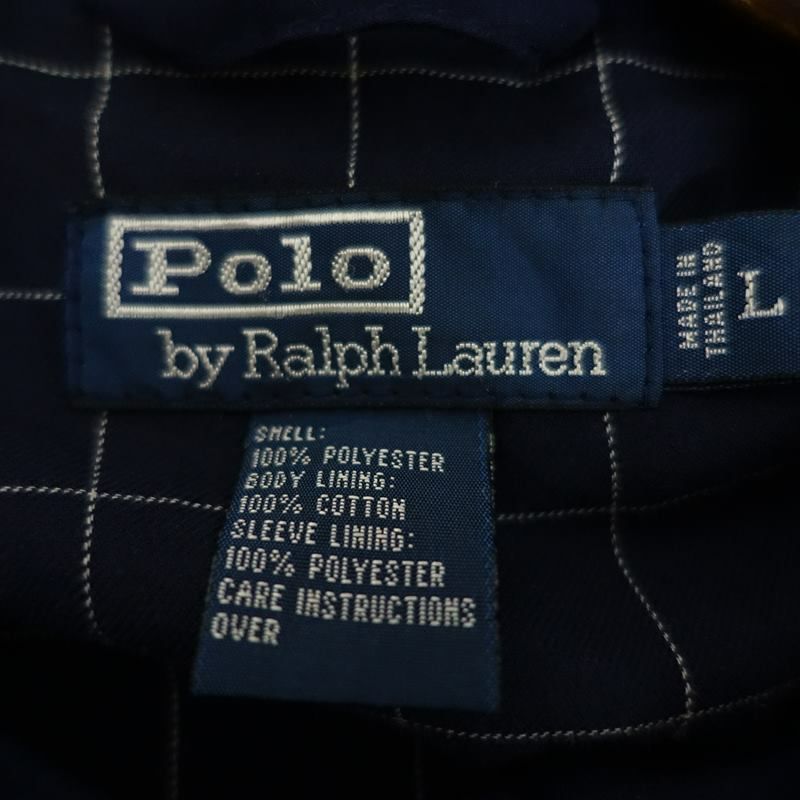 Polo
by Ralph Lauren
MADE IN
THAILAND
L
SHELL:
100% POLYESTER
BODY LINING:
100% COTTON
SLEEVE LINING:
100% POLYESTER
CARE INSTRUCTIONS
OVER